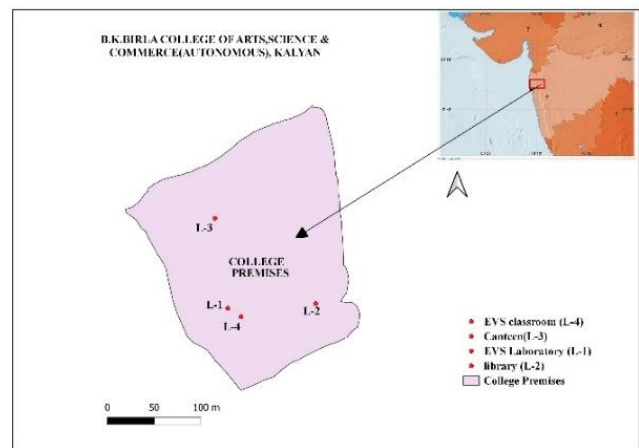 B.K.BIRLA COLLEGE OF ARTS,SCIENCE &
COMMERCE(AUTONOMOUS), KALYAN
L-3
COLLEGE
PREMISES
L-1
L-4
L-2
EVS classroom (L-4)
Canteen(L-3)
EVS Laboratory (L-1)
library (L-2)
College Premises
0 50 100 m